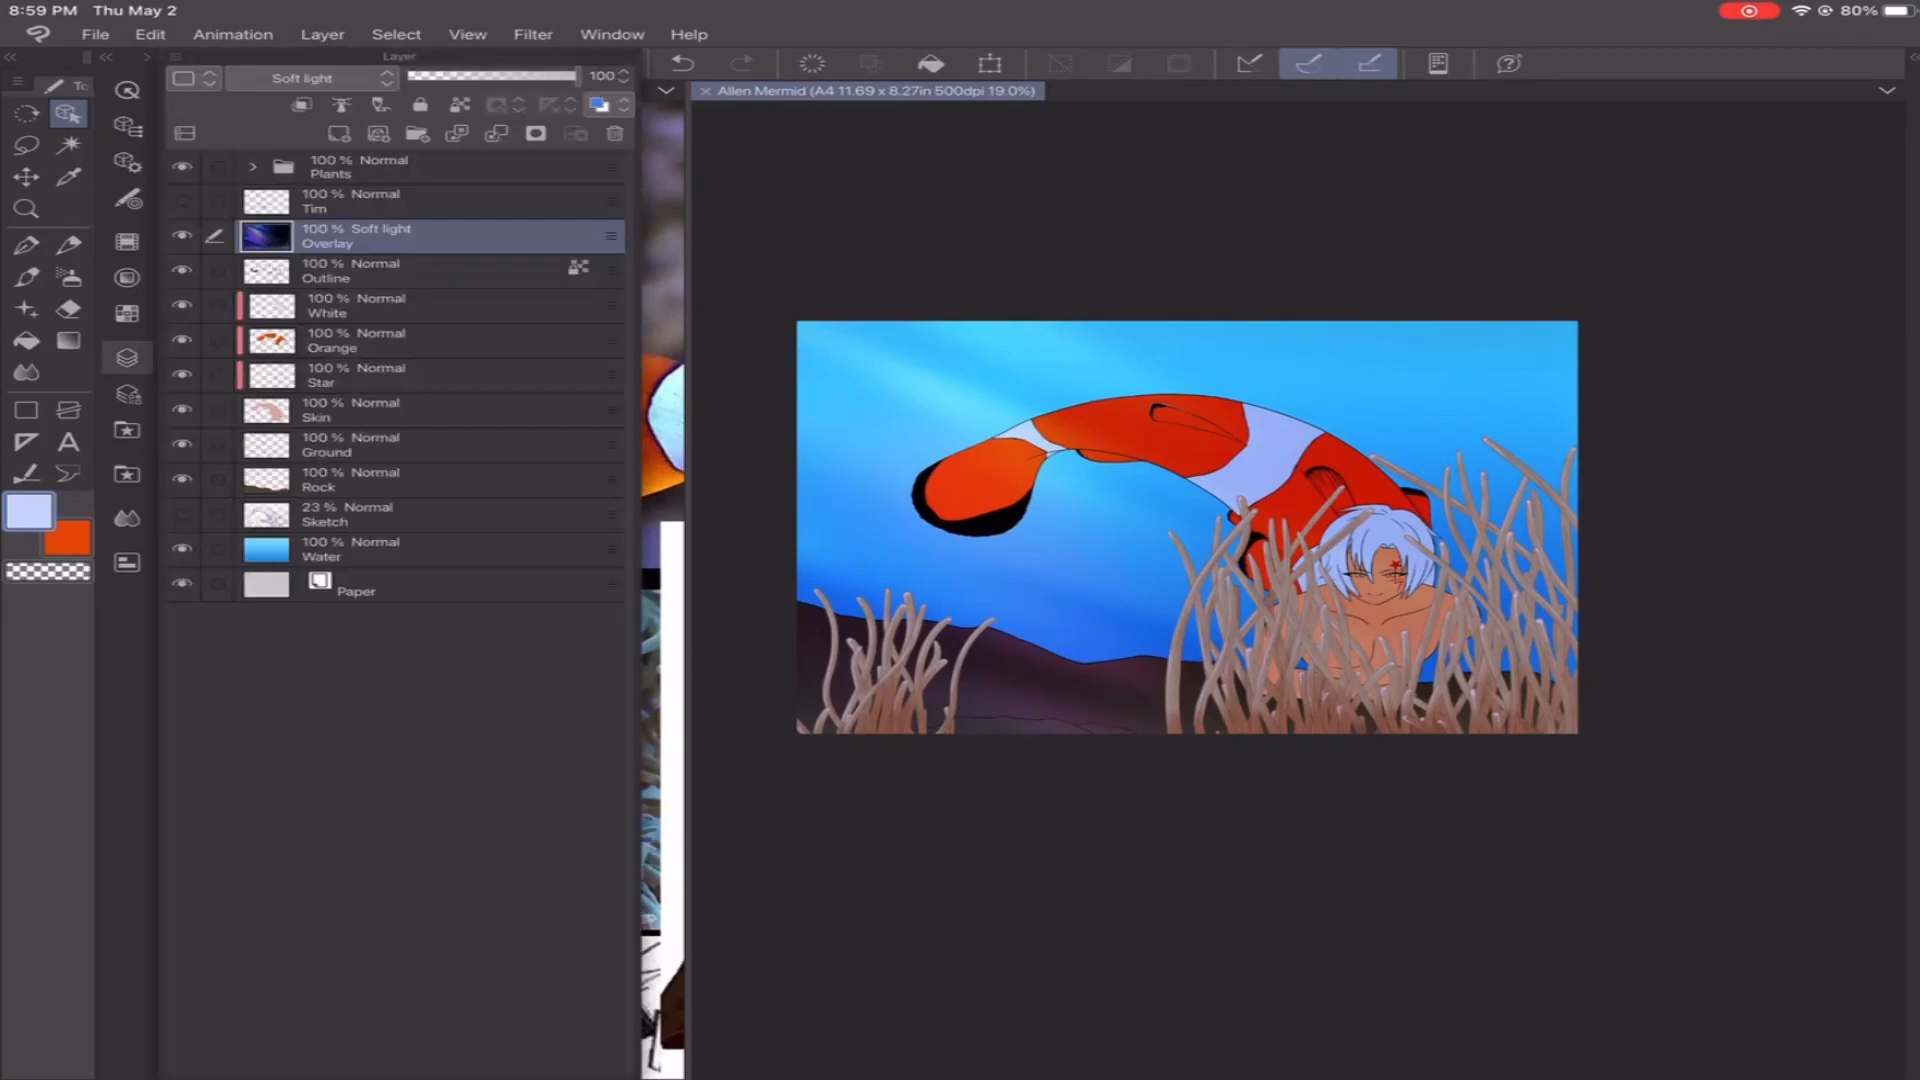 8:59 PM Thu May 2
80%
File Edit Animation Layer Select View Filter Window Help
Layer
To
Soft light
100
Allen Mermid (A4 11.69 x 8.27in 500dpi 19.0%)
100 % Normal
Plants
100 % Normal
Tim
100 % Soft light
Overlay
100 % Normal
Outline
100 % Normal
White
100 % Normal
Orange
100 % Normal
Star
100 % Normal
Skin
100 % Normal
Ground
100 % Normal
Rock
23 % Normal
Sketch
100 % Normal
Water
Paper